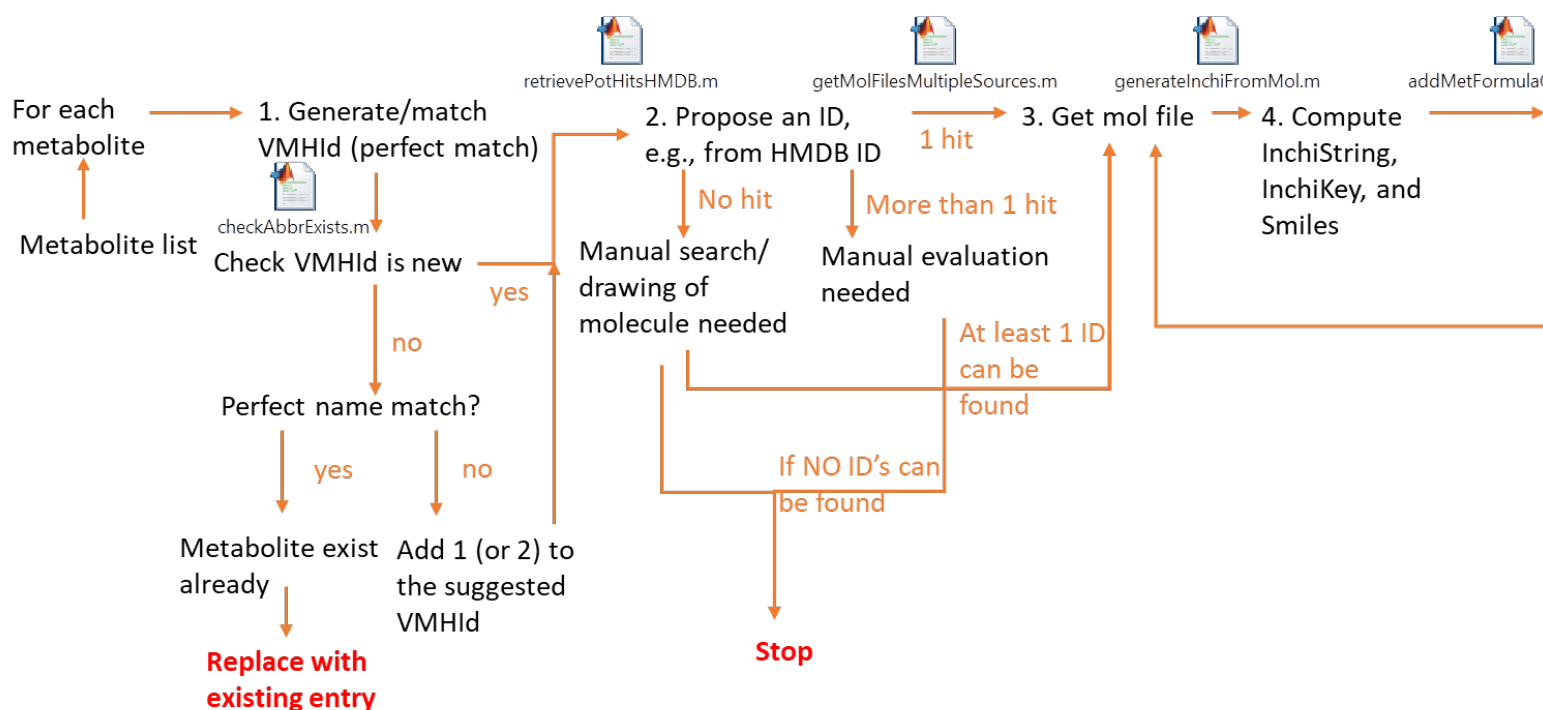 retrievePotHitsHMDB.m
getMolFilesMultipleSources.m
generateInchiFromMol.m
For each
metabolite
1. Generate/match
VMHId (perfect match)
2. Propose an ID,
e.g., from HMDB ID
1 hit
3. Get mol file
4. Compute
InchiString,
InchiKey, and
Smiles
No hit
More than 1 hit
Metabolite list
checkAbbrExists.m
Check VMHId is new
yes
Manual search/
drawing of
molecule needed
Manual evaluation
needed
no
At least 1 ID
can be
found
Perfect name match?
yes
no
If NO ID's can
be found
Metabolite exist
already
Add 1 (or 2) to
the suggested
VMHId
Replace with
existing entry
Stop